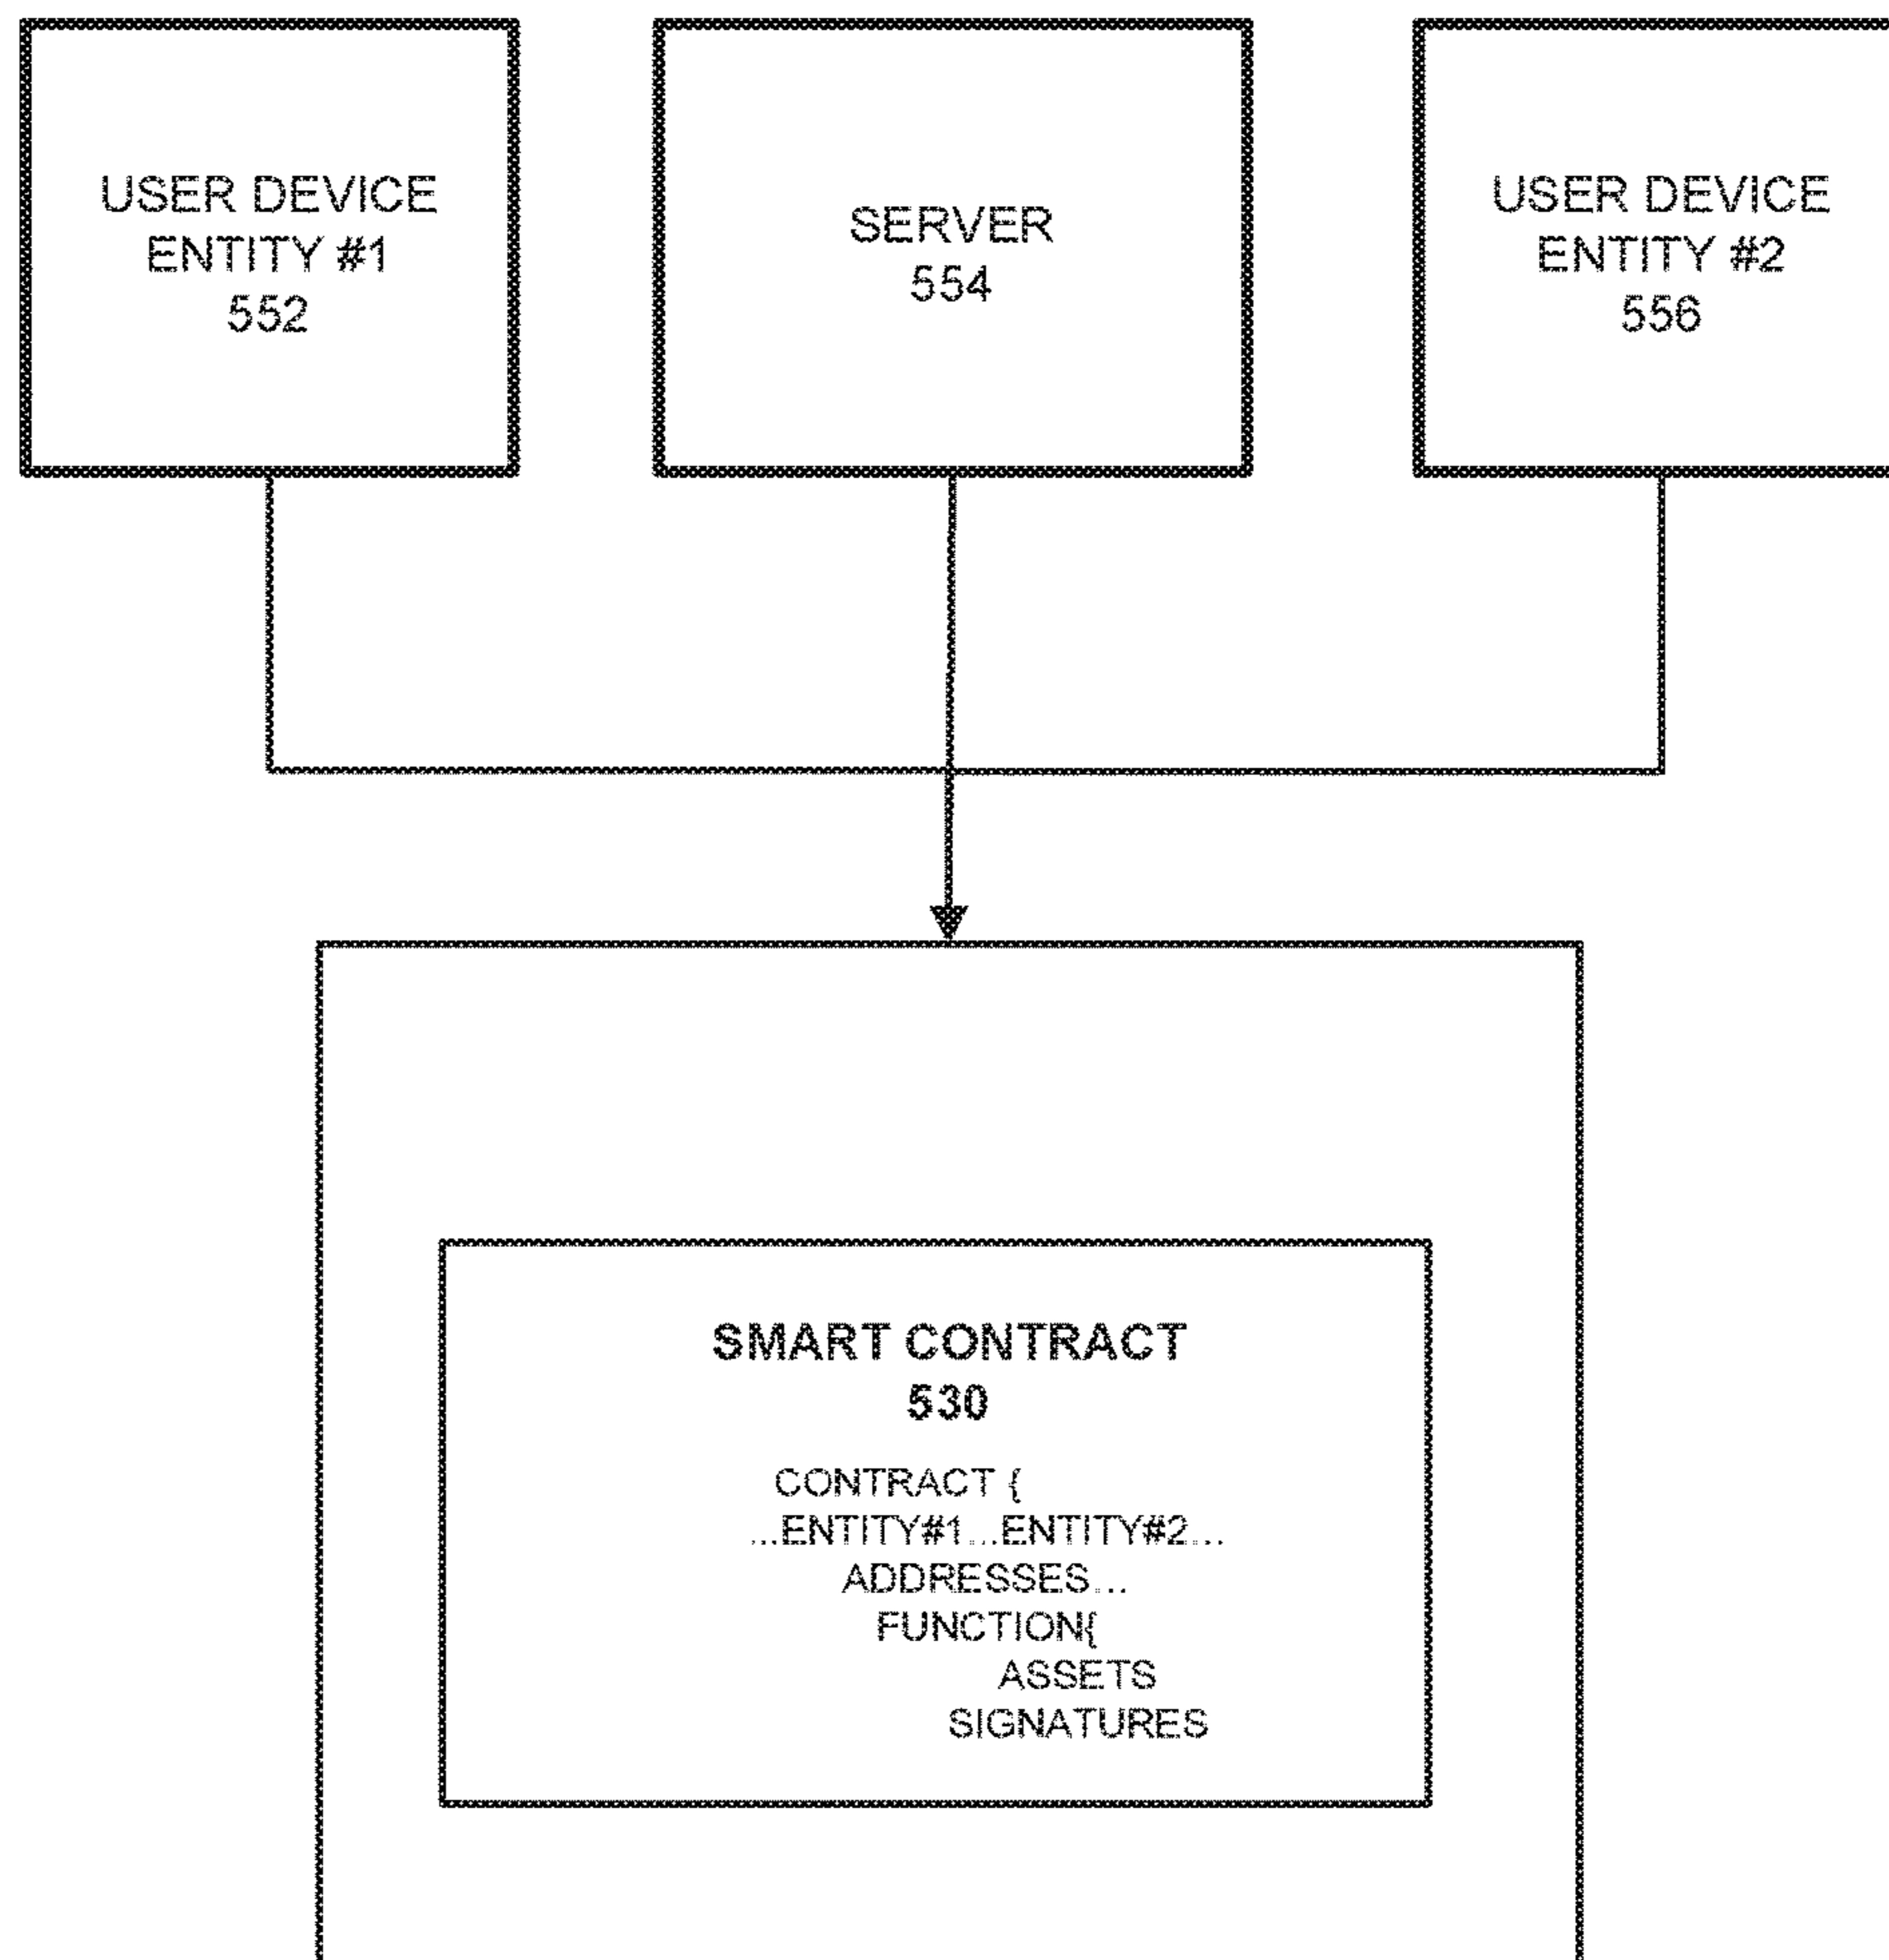 USER DEVICE
ENTITY #1
552
SERVER
554
USER DEVICE
ENTITY #2
556
SMART CONTRACT
530
CONTRACT {
...ENTITY#1...ENTITY#2...
ADDRESSES...
FUNCTION{
ASSETS
SIGNATURES